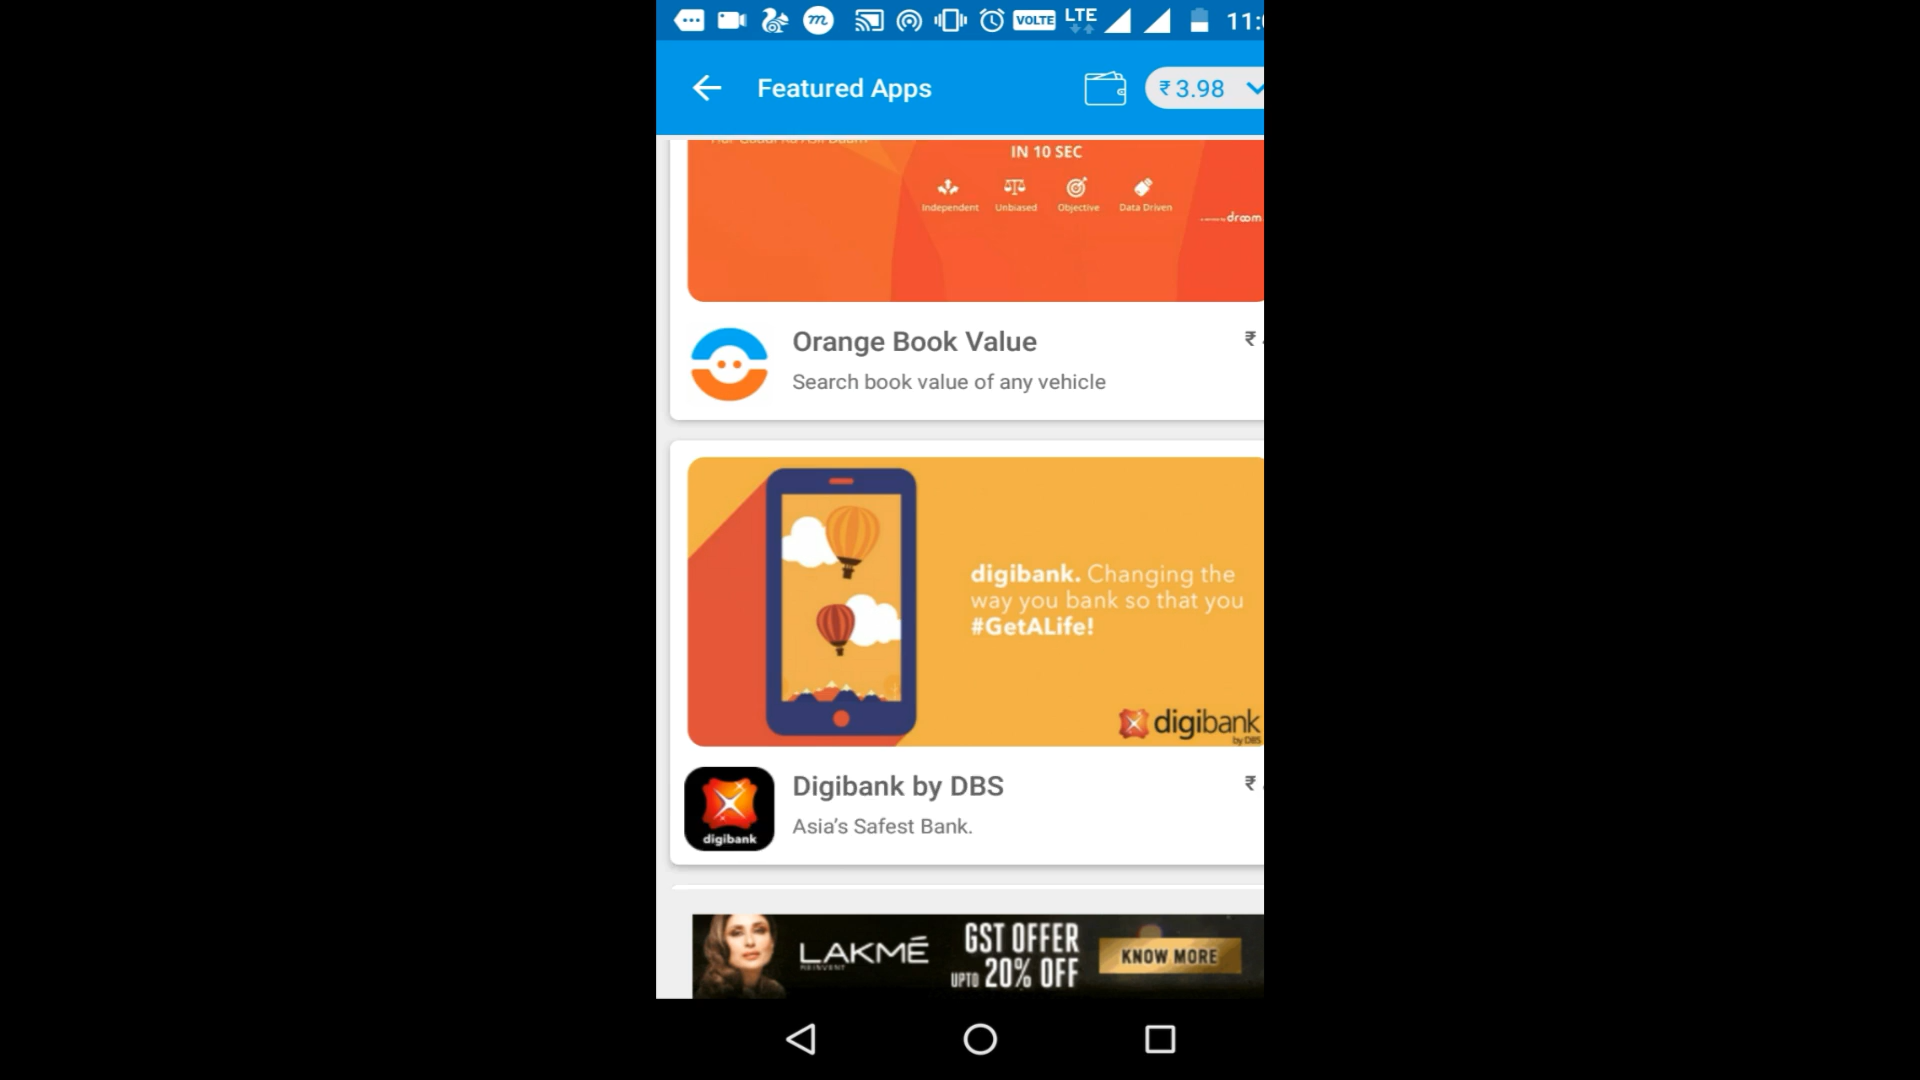 VOLTE LTE 11:
Featured Apps ₹ 3.98
IN 10 SEC
Independent Unbiased Objective Data Driven
droom
Orange Book Value ₹
Search book value of any vehicle
digibank. Changing the
way you bank so that you
#GetALife!
digibank
by DBS
Digibank by DBS ₹
digibank
Asia's Safest Bank.
LAKMÉ
REINVENT
GST OFFER
UPTO 20% OFF
KNOW MORE